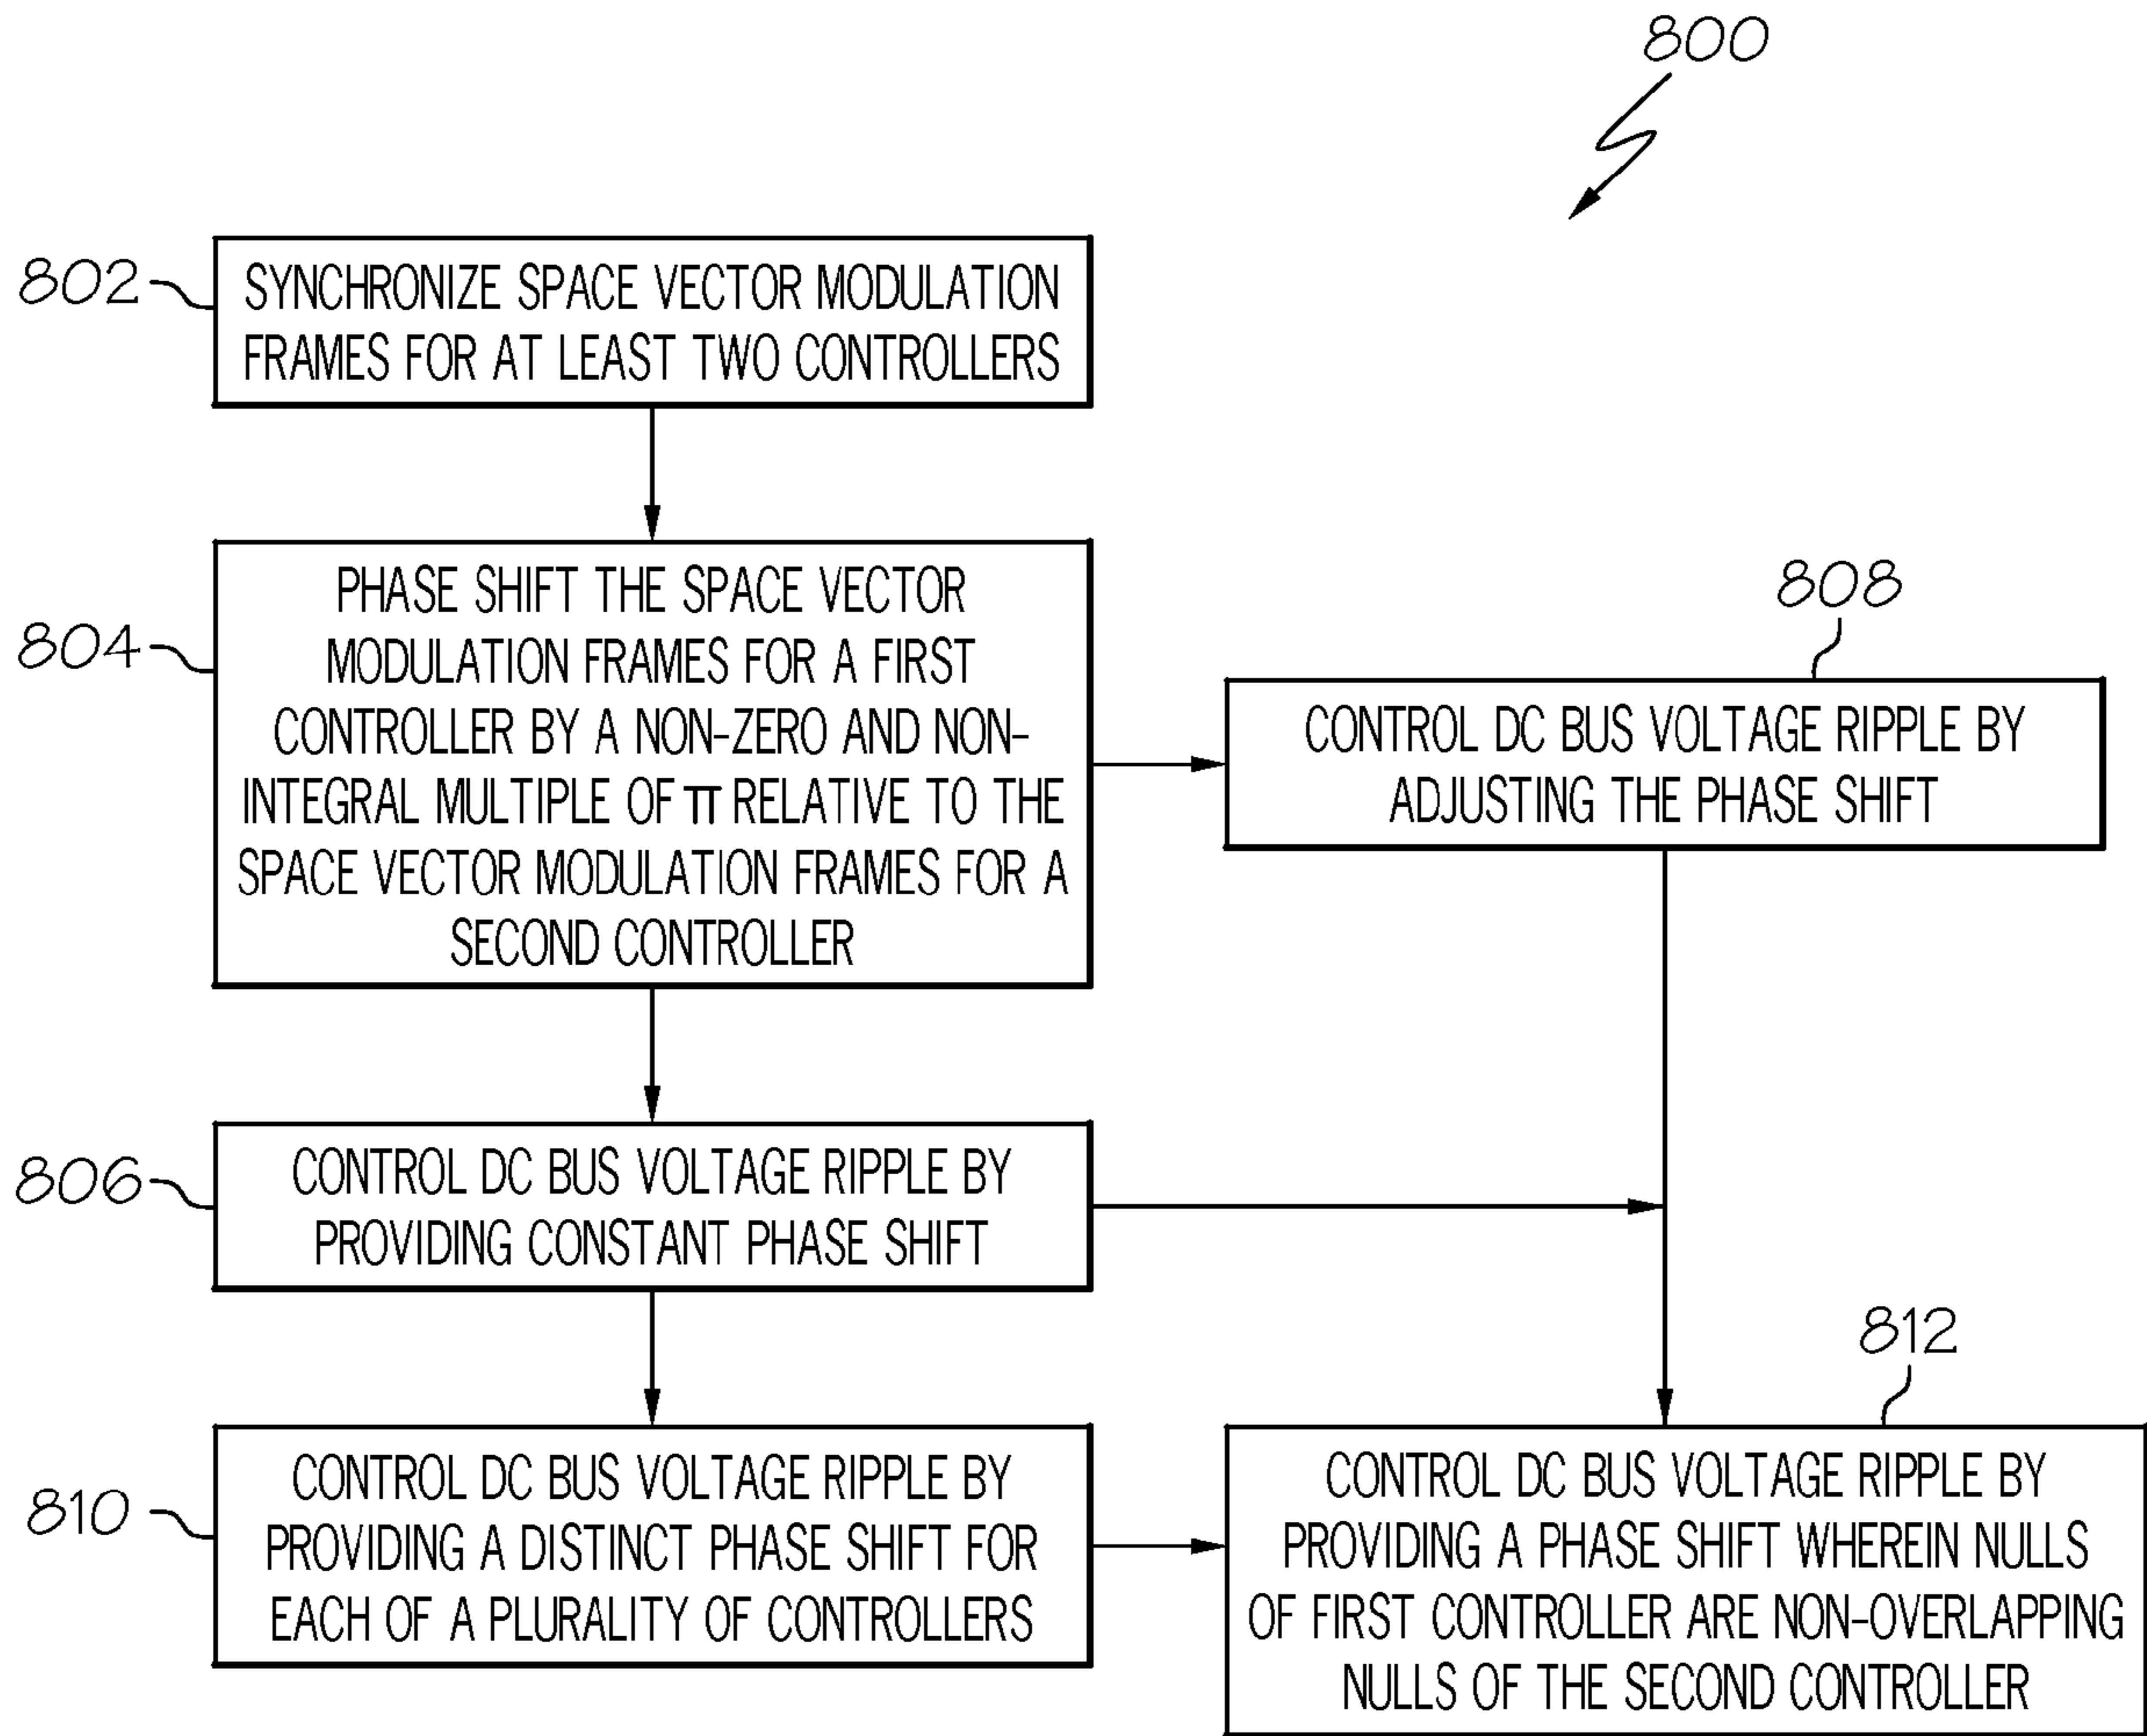 800
802
SYNCHRONIZE SPACE VECTOR MODULATION
FRAMES FOR AT LEAST TWO CONTROLLERS
804
PHASE SHIFT THE SPACE VECTOR
MODULATION FRAMES FOR A FIRST
CONTROLLER BY A NON-ZERO AND NON-
INTEGRAL MULTIPLE OF π RELATIVE TO THE
SPACE VECTOR MODULATION FRAMES FOR A
SECOND CONTROLLER
808
CONTROL DC BUS VOLTAGE RIPPLE BY
ADJUSTING THE PHASE SHIFT
806
CONTROL DC BUS VOLTAGE RIPPLE BY
PROVIDING CONSTANT PHASE SHIFT
810
CONTROL DC BUS VOLTAGE RIPPLE BY
PROVIDING A DISTINCT PHASE SHIFT FOR
EACH OF A PLURALITY OF CONTROLLERS
812
CONTROL DC BUS VOLTAGE RIPPLE BY
PROVIDING A PHASE SHIFT WHEREIN NULLS
OF FIRST CONTROLLER ARE NON-OVERLAPPING
NULLS OF THE SECOND CONTROLLER